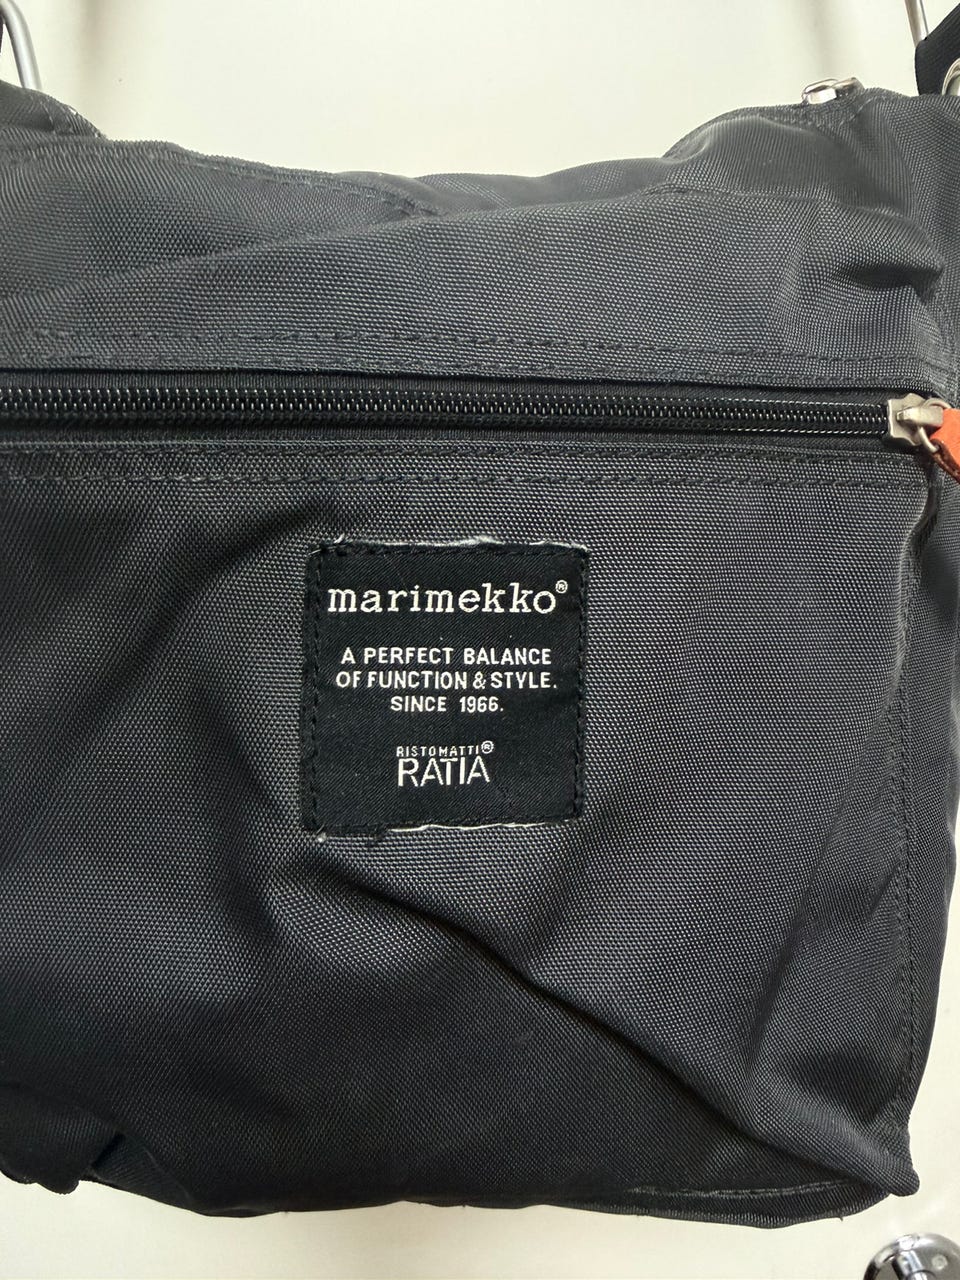 marimekko®
A PERFECT BALANCE
OF FUNCTION & STYLE.
SINCE 1966.
RISTOMATTI®
RATIA